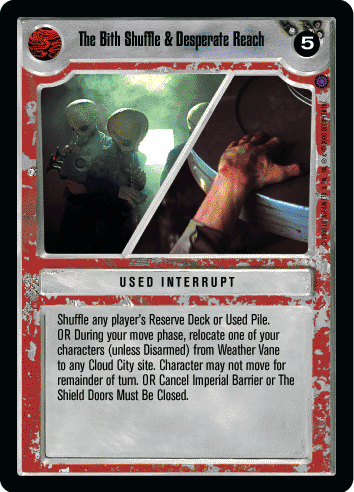 The Bith Shuffle & Desperate Reach
5
USED INTERRUPT
Shuffle any player's Reserve Deck or Used Pile.
OR During your move phase, relocate one of your
characters (unless Disarmed) from Weather Vane
to any Cloud City site. Character may not move for
remainder of turn. OR Cancel Imperial Barrier or The
Shield Doors Must Be Closed.